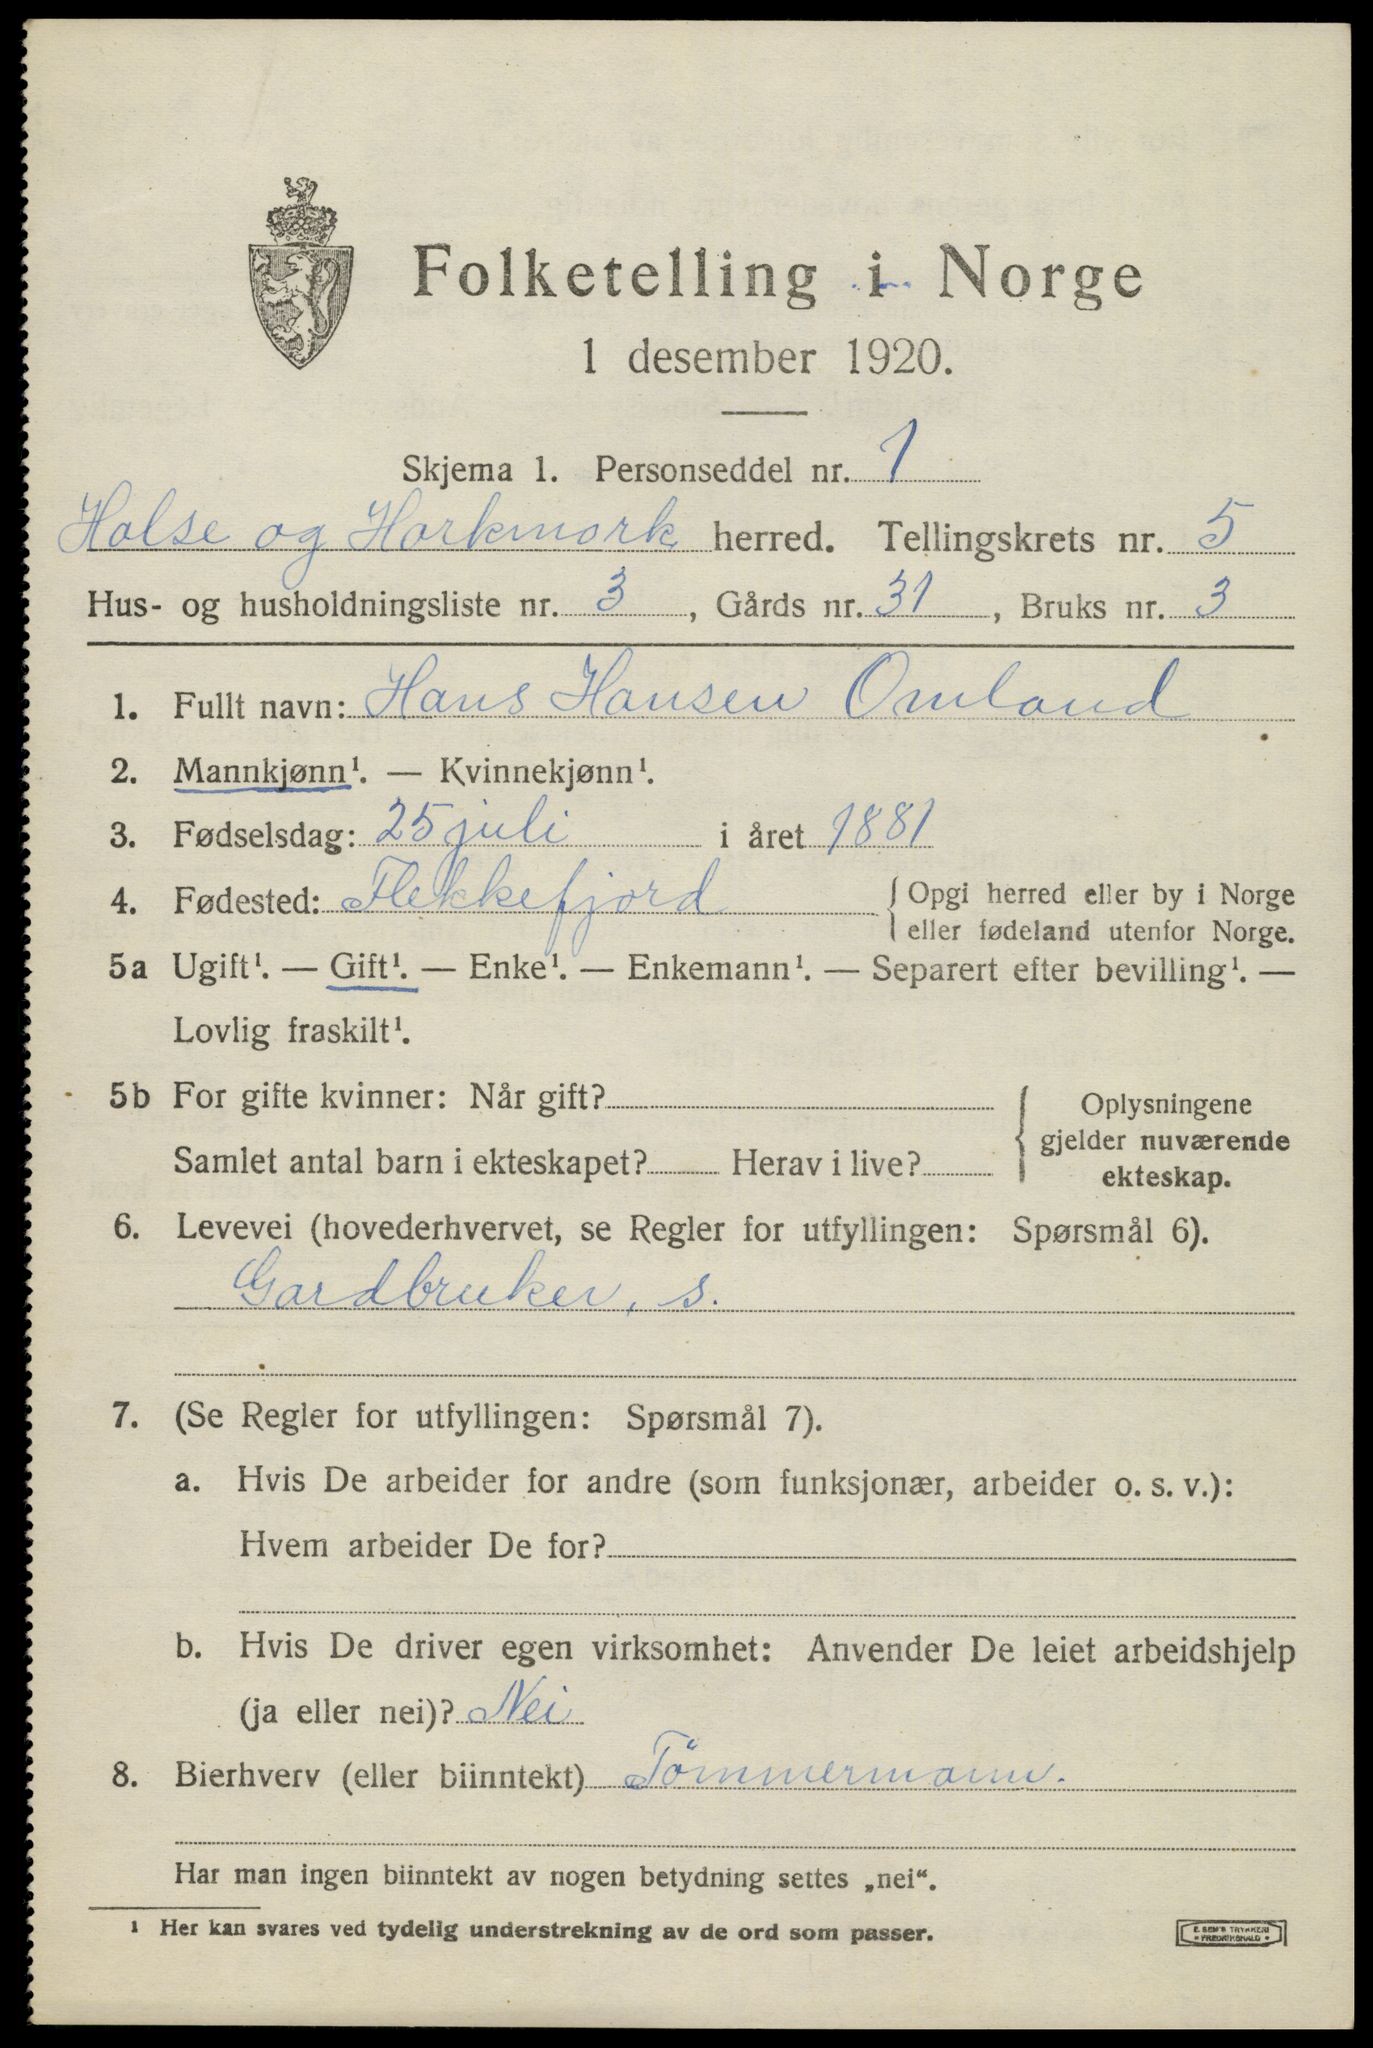 Folketelling i Norge
1 desember 1920.
Skjema 1. Personseddel nr. 1
Halse og Harkmark herred. Tellingskrets nr. 5
Hus- og husholdningsliste nr. 3, Gårds nr. 31, Bruks nr. 3
1. Fullt navn: Hans Hansen Omland
2. Mannkjønn¹. — Kvinnekjønn¹.
3. Fødselsdag: 25 juli i året 1881
4. Fødested: Flekkefjord { Opgi herred eller by i Norge
eller fødeland utenfor Norge.
5a Ugift¹. — Gift¹. — Enke¹. — Enkemann¹. — Separert efter bevilling¹. —
Lovlig fraskilt¹.
5b For gifte kvinner: Når gift? { Oplysningene
gjelder nuværende
Samlet antal barn i ekteskapet? Herav i live?
ekteskap.
6. Levevei (hovederhvervet, se Regler for utfyllingen: Spørsmål 6).
Gardbruker, s.
7. (Se Regler for utfyllingen: Spørsmål 7).
a. Hvis De arbeider for andre (som funksjonær, arbeider o. s. v.):
Hvem arbeider De for?
b. Hvis De driver egen virksomhet: Anvender De leiet arbeidshjelp
(ja eller nei)? Nei
8. Bierhverv (eller biinntekt) Tömmermann.
Har man ingen biinntekt av nogen betydning settes „nei“.
¹ Her kan svares ved tydelig understrekning av de ord som passer.
E. SEM'S TRYKKERI
• FREDRIKSHALD •